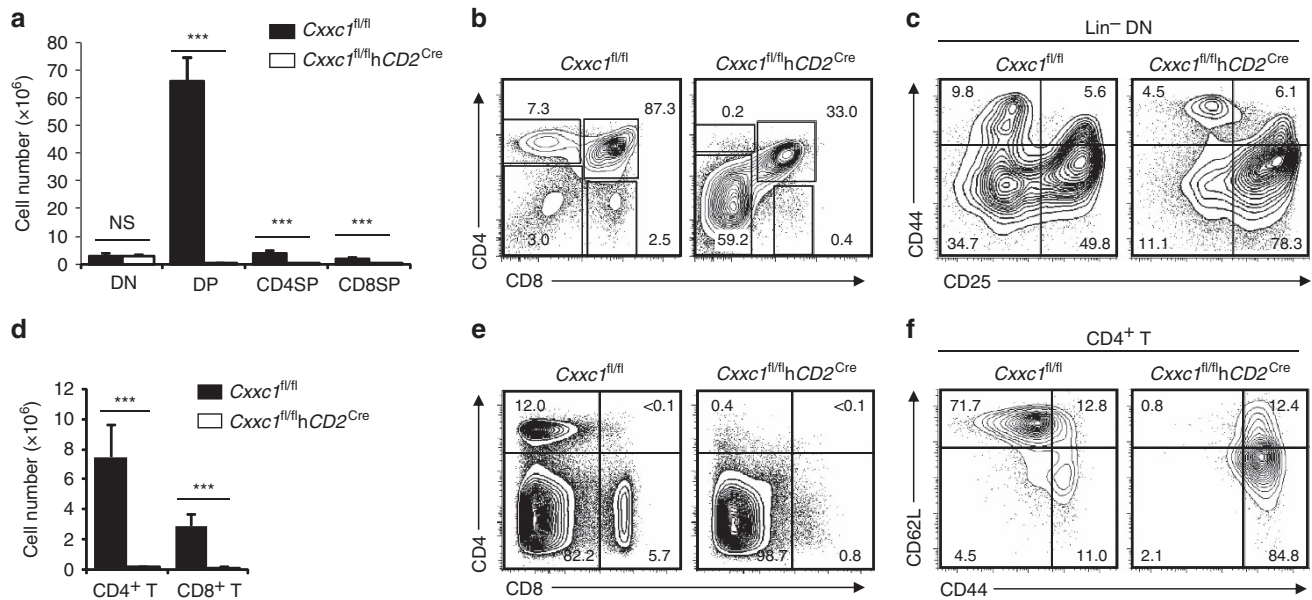 a
Cxxc1fl/fl
Cxxc1fl/flhCD2Cre
Cell number (×10⁶)
80
70
60
50
40
30
20
10
0
NS
***
***
***
DN
DP
CD4SP
CD8SP
b
Cxxc1fl/fl
Cxxc1fl/flhCD2Cre
7.3
87.3
3.0
2.5
0.2
33.0
59.2
0.4
CD4
CD8
c
Lin− DN
Cxxc1fl/fl
Cxxc1fl/flhCD2Cre
9.8
5.6
34.7
49.8
4.5
6.1
11.1
78.3
CD44
CD25
d
Cxxc1fl/fl
Cxxc1fl/flhCD2Cre
Cell number (×10⁶)
12
10
8
6
4
2
0
***
***
CD4+ T
CD8+ T
e
Cxxc1fl/fl
Cxxc1fl/flhCD2Cre
12.0
<0.1
82.2
5.7
0.4
<0.1
98.7
0.8
CD4
CD8
f
CD4+ T
Cxxc1fl/fl
Cxxc1fl/flhCD2Cre
71.7
12.8
4.5
11.0
0.8
12.4
2.1
84.8
CD62L
CD44